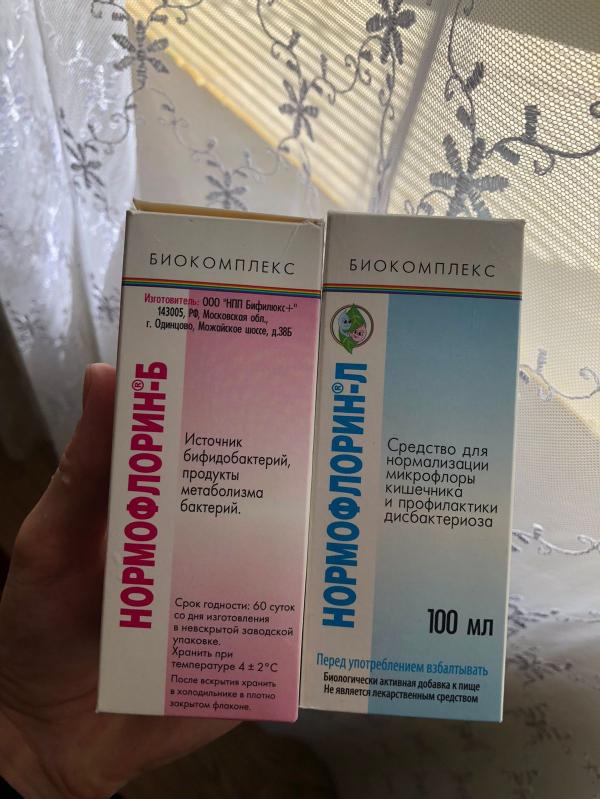 БИОКОМПЛЕКС
Изготовитель: ООО "НПП Бифилюкс+"
143005, РФ, Московская обл.,
г. Одинцово, Можайское шоссе, д.38Б
НОРМОФЛОРИН®-Б
Источник
бифидобактерий,
продукты
метаболизма
бактерий.
Срок годности: 60 суток
со дня изготовления
в невскрытой заводской
упаковке.
Хранить при
температуре 4 ± 2°С
После вскрытия хранить
в холодильнике в плотно
закрытом флаконе.
БИОКОМПЛЕКС
НОРМОФЛОРИН®-Л
Средство для
нормализации
микрофлоры
кишечника
и профилактики
дисбактериоза
100 мл
Перед употреблением взбалтывать
Биологически активная добавка к пище
Не является лекарственным средством